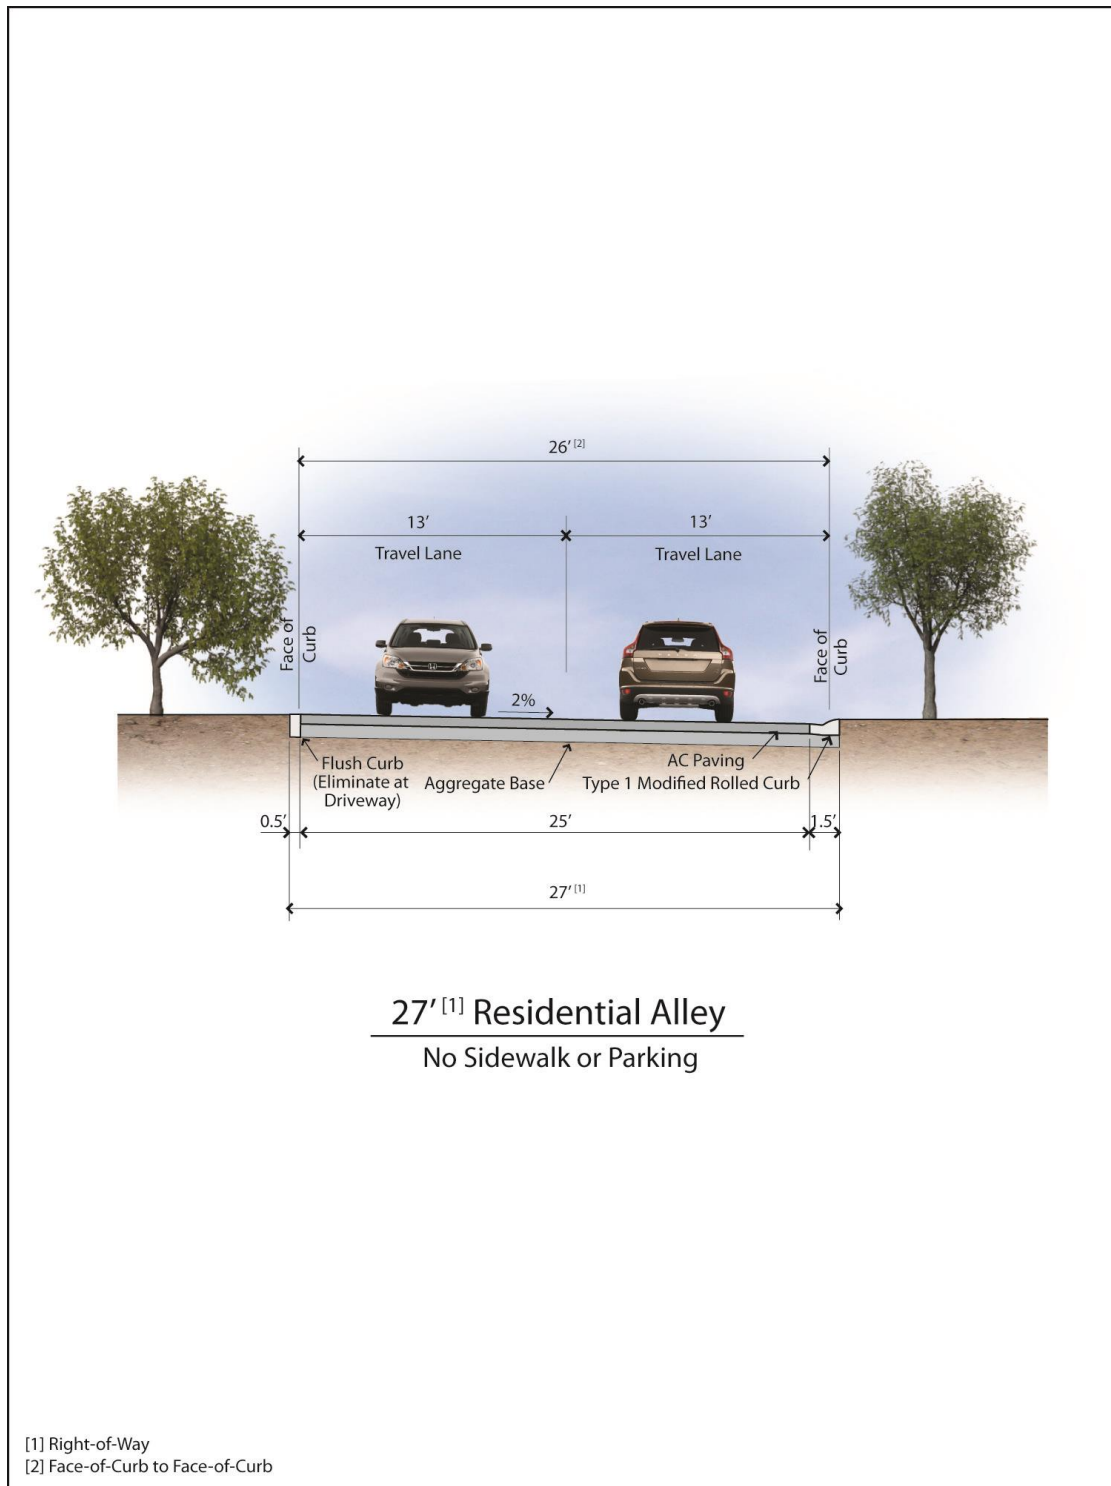 26' [2]
13'
13'
Travel Lane
Travel Lane
Face of
Curb
Face of
Curb
2%
Flush Curb
(Eliminate at
Driveway)
Aggregate Base
AC Paving
Type 1 Modified Rolled Curb
0.5'
25'
1.5'
27' [1]
27' [1] Residential Alley
No Sidewalk or Parking
[1] Right-of-Way
[2] Face-of-Curb to Face-of-Curb